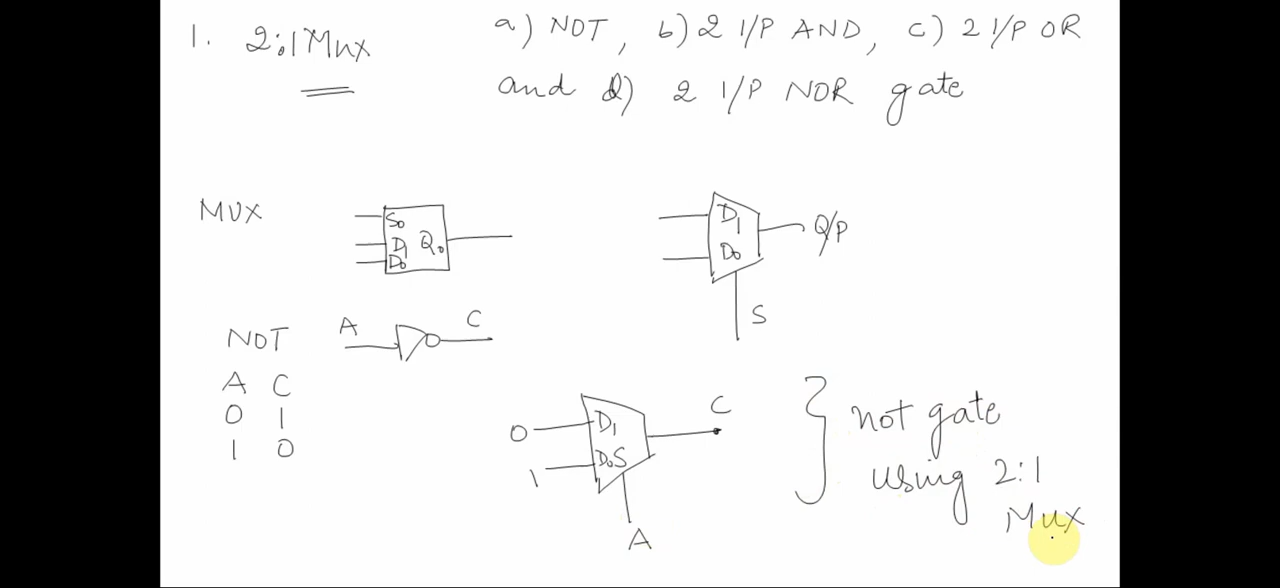 1. 2:1 Mux
a) NOT, b) 2 I/P AND, c) 2 I/P OR
and d) 2 I/P NOR gate
MUX
S0
D1
D0
Q0
D1
D0
O/P
S
NOT
A
C
A C
0 1
1 0
0
D1
1
D0
S
C
A
not gate
using 2:1
Mux